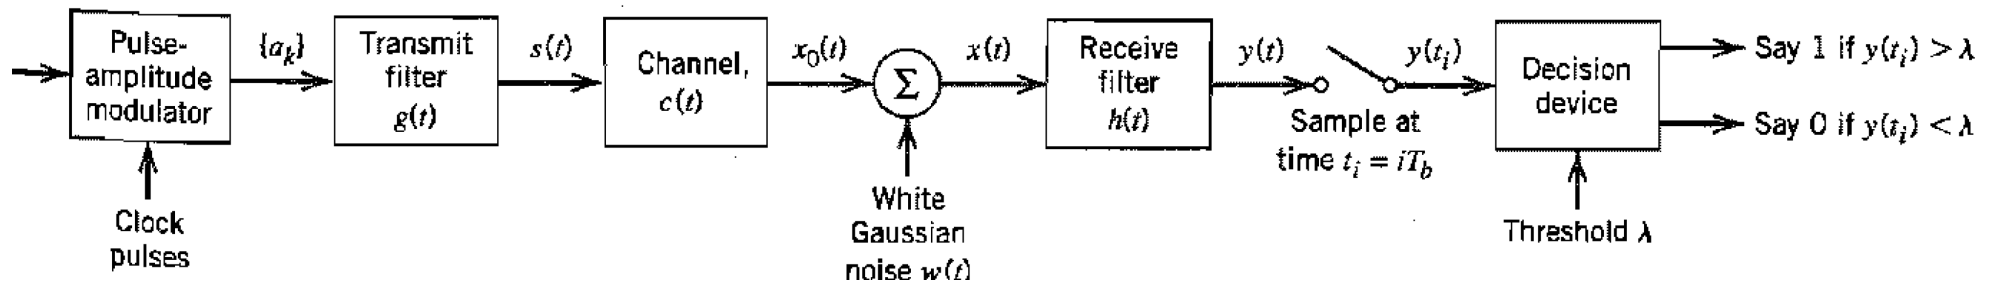 Pulse-
amplitude
modulator
{a_k}
Transmit
filter
g(t)
s(t)
Channel,
c(t)
x_0(t)
Σ
x(t)
Receive
filter
h(t)
y(t)
y(t_i)
Decision
device
Say 1 if y(t_i) > λ
Say 0 if y(t_i) < λ
Sample at
time t_i = iT_b
Clock
pulses
White
Gaussian
noise w(t)
Threshold λ